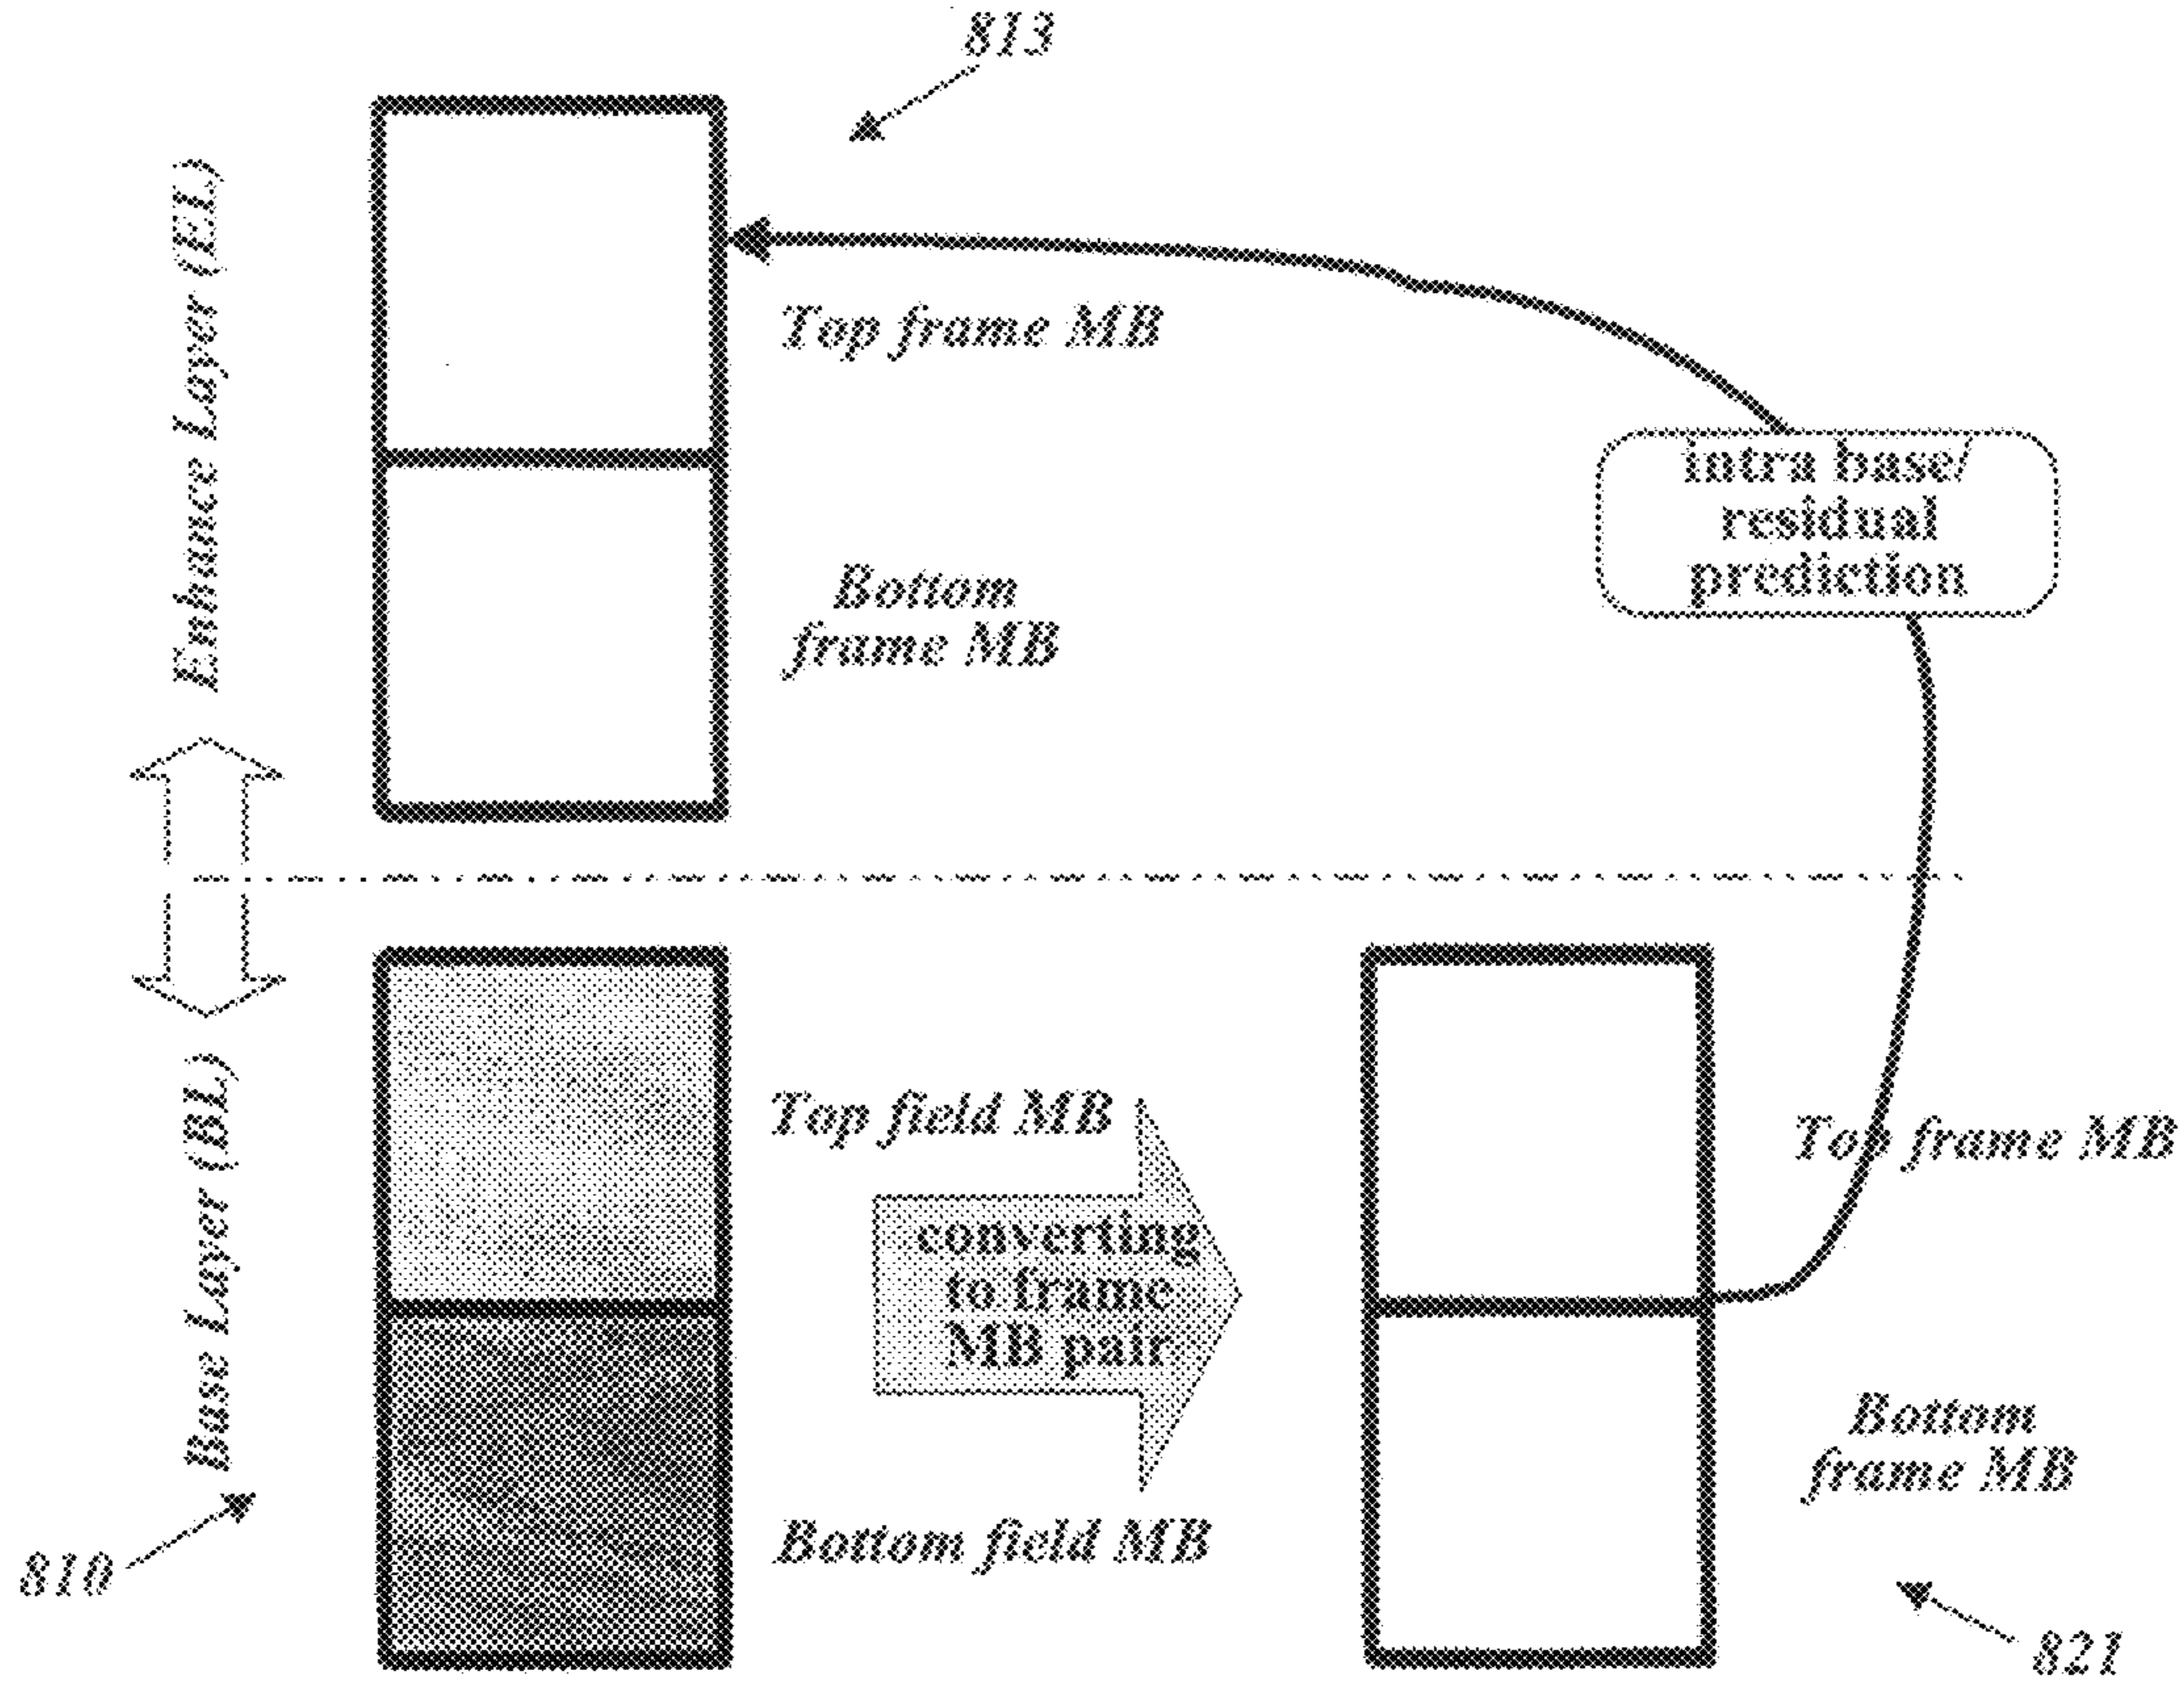 813
Enhance Layer (EL)
Top frame MB
intra base/
residual
prediction
Bottom
frame MB
Base Layer (BL)
Top field MB
Top frame MB
converting
to frame
MB pair
Bottom
frame MB
Bottom field MB
810
821